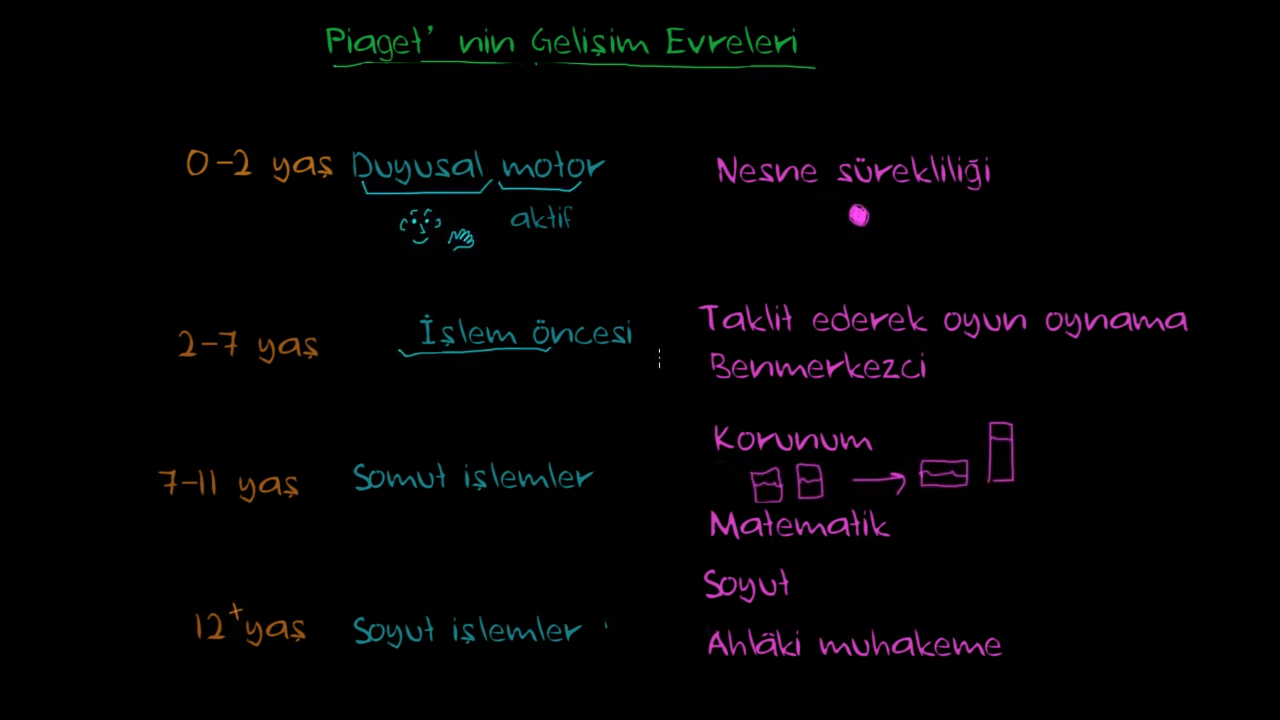 Piaget' nin Gelişim Evreleri
0-2 yaş Duyusal motor Nesne sürekliliği
aktif
2-7 yaş İşlem öncesi Taklit ederek oyun oynama
Benmerkezci
Korunum
7-11 yaş Somut işlemler
Matematik
Soyut
12+ yaş Soyut işlemler Ahlâki muhakeme